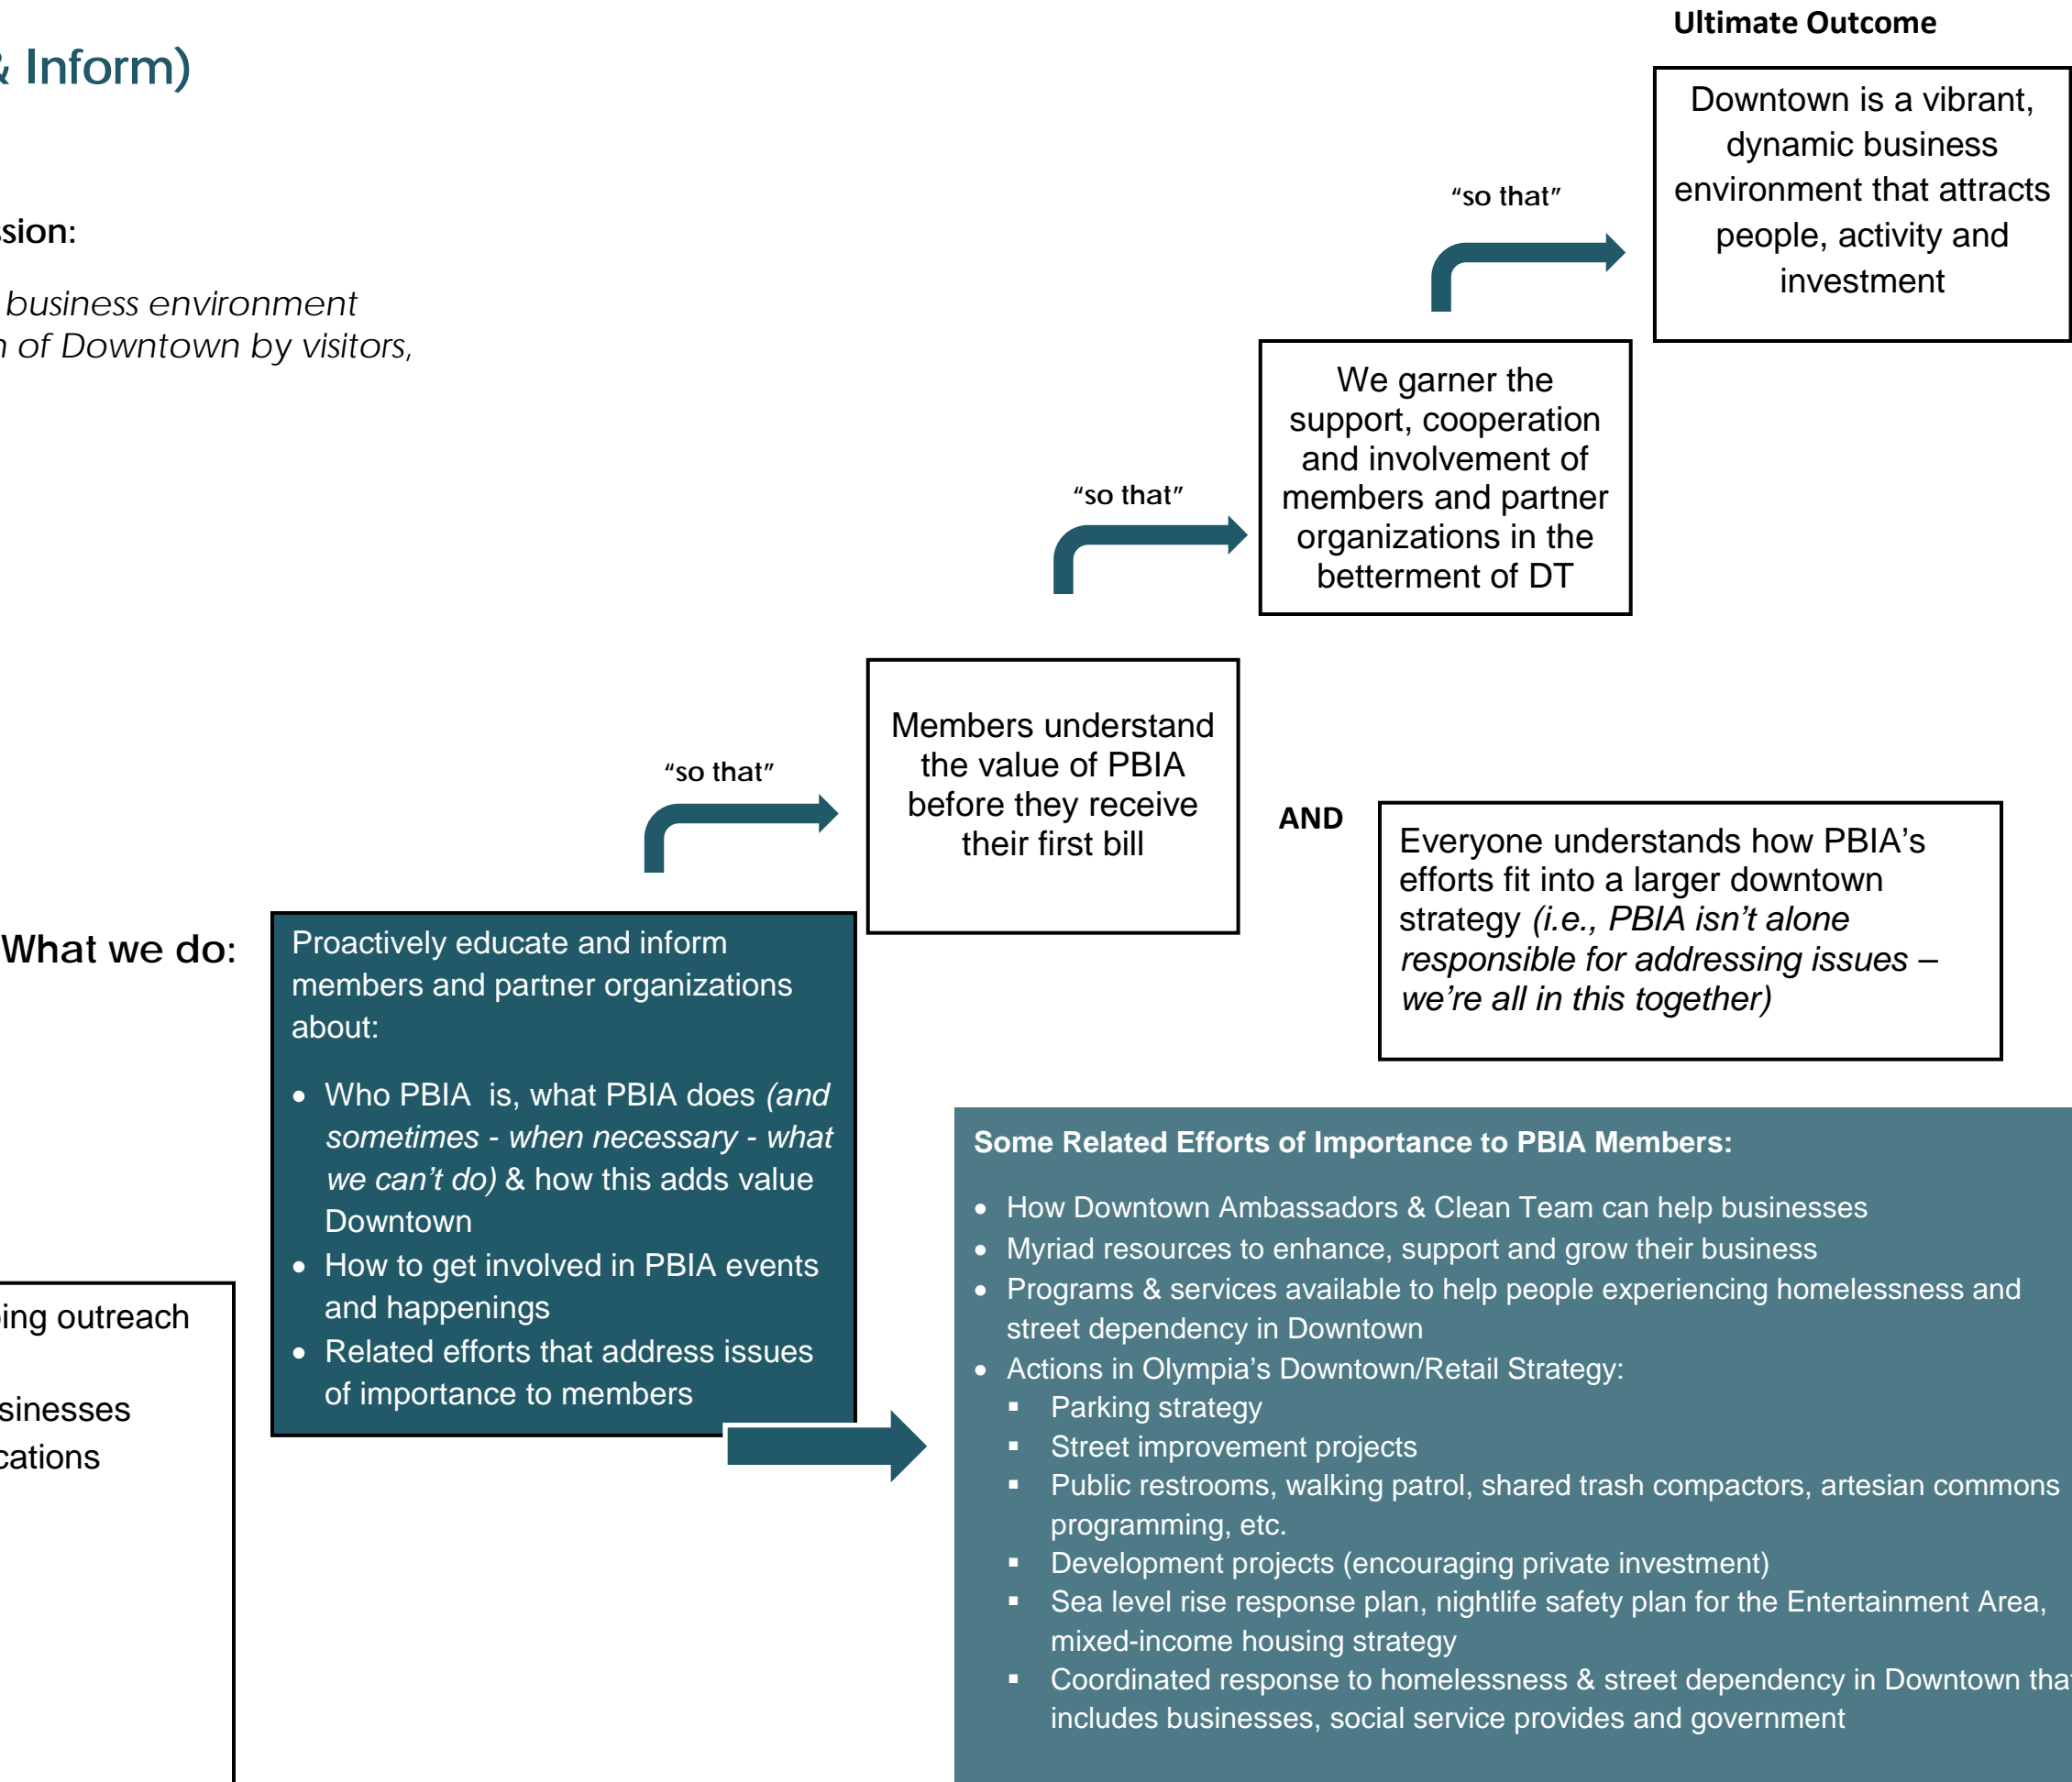 & Inform)
Ultimate Outcome
Downtown is a vibrant,
dynamic business
environment that attracts
people, activity and
investment
"so that"
business environment
of Downtown by visitors,
We garner the
support, cooperation
and involvement of
members and partner
organizations in the
betterment of DT
"so that"
Members understand
the value of PBIA
before they receive
their first bill
"so that"
AND
Everyone understands how PBIA’s
efforts fit into a larger downtown
strategy (i.e., PBIA isn’t alone
responsible for addressing issues –
we’re all in this together)
What we do:
Proactively educate and inform
members and partner organizations
about:
• Who PBIA  is, what PBIA does (and
sometimes - when necessary - what
we can’t do) & how this adds value
Downtown
• How to get involved in PBIA events
and happenings
• Related efforts that address issues
of importance to members
outreach
Some Related Efforts of Importance to PBIA Members:
• How Downtown Ambassadors & Clean Team can help businesses
• Myriad resources to enhance, support and grow their business
• Programs & services available to help people experiencing homelessness and
street dependency in Downtown
• Actions in Olympia’s Downtown/Retail Strategy:
▪ Parking strategy
▪ Street improvement projects
▪ Public restrooms, walking patrol, shared trash compactors, artesian commons
programming, etc.
▪ Development projects (encouraging private investment)
▪ Sea level rise response plan, nightlife safety plan for the Entertainment Area,
mixed-income housing strategy
▪ Coordinated response to homelessness & street dependency in Downtown that
includes businesses, social service provides and government